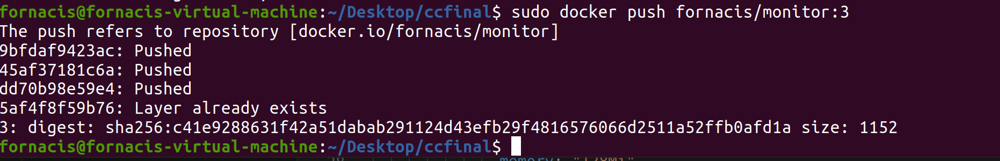 fornacis@fornacis-virtual-machine:~/Desktop/ccfinal$ sudo docker push fornacis/monitor:3
The push refers to repository [docker.io/fornacis/monitor]
9bfdaf9423ac: Pushed
45af37181c6a: Pushed
dd70b98e59e4: Pushed
5af4f8f59b76: Layer already exists
3: digest: sha256:c41e9288631f42a51dabab291124d43efb29f4816576066d2511a52ffb0afd1a size: 1152
fornacis@fornacis-virtual-machine:~/Desktop/ccfinal$
memory: "128Mi"